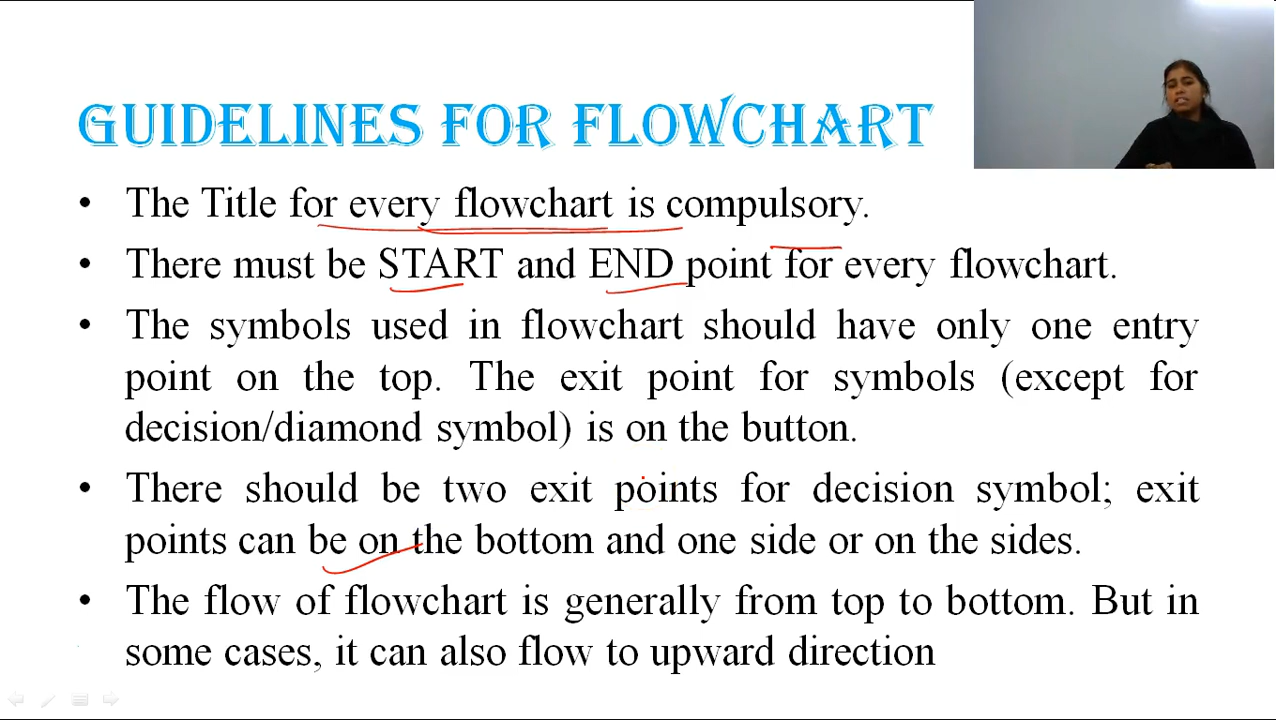 GUIDELINES FOR FLOWCHART
• The Title for every flowchart is compulsory.
• There must be START and END point for every flowchart.
• The symbols used in flowchart should have only one entry
point on the top. The exit point for symbols (except for
decision/diamond symbol) is on the button.
• There should be two exit points for decision symbol; exit
points can be on the bottom and one side or on the sides.
• The flow of flowchart is generally from top to bottom. But in
some cases, it can also flow to upward direction